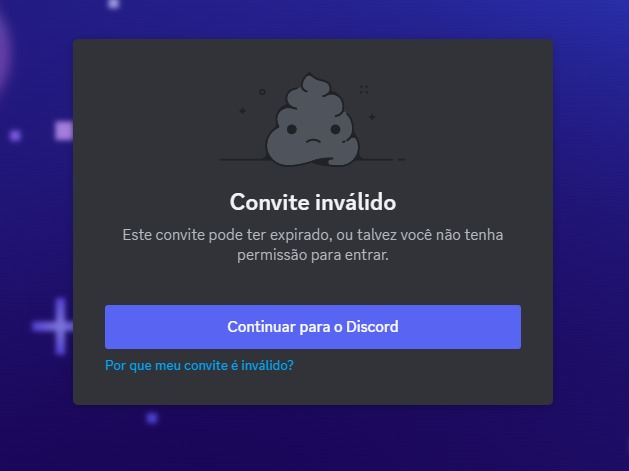 Convite inválido
Este convite pode ter expirado, ou talvez você não tenha
permissão para entrar.
Continuar para o Discord
Por que meu convite é inválido?